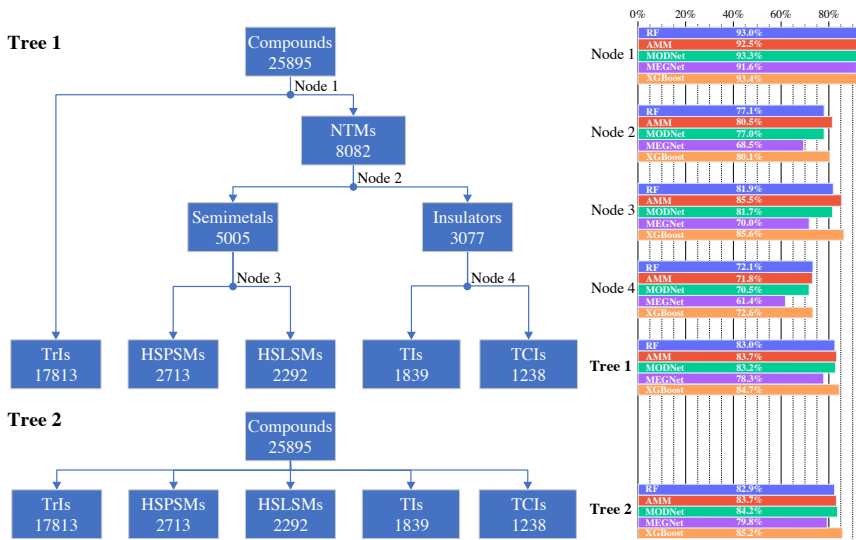 Tree 1
Compounds
25895
Node 1
NTMs
8082
Node 2
Semimetals
5005
Insulators
3077
Node 3
Node 4
TrIs
17813
HSPSMs
2713
HSLSMs
2292
TIs
1839
TCIs
1238
Tree 2
Compounds
25895
TrIs
17813
HSPSMs
2713
HSLSMs
2292
TIs
1839
TCIs
1238
0% 20% 40% 60% 80%
Node 1
RF 93.0%
AMM 92.5%
MODNet 93.3%
MEGNet 91.6%
XGBoost 93.4%
Node 2
RF 77.1%
AMM 80.5%
MODNet 77.0%
MEGNet 68.5%
XGBoost 80.1%
Node 3
RF 81.9%
AMM 85.5%
MODNet 81.7%
MEGNet 70.0%
XGBoost 85.6%
Node 4
RF 72.1%
AMM 71.8%
MODNet 70.5%
MEGNet 61.4%
XGBoost 72.6%
Tree 1
RF 83.0%
AMM 83.7%
MODNet 83.2%
MEGNet 78.3%
XGBoost 84.7%
Tree 2
RF 82.9%
AMM 83.7%
MODNet 84.2%
MEGNet 79.8%
XGBoost 85.2%